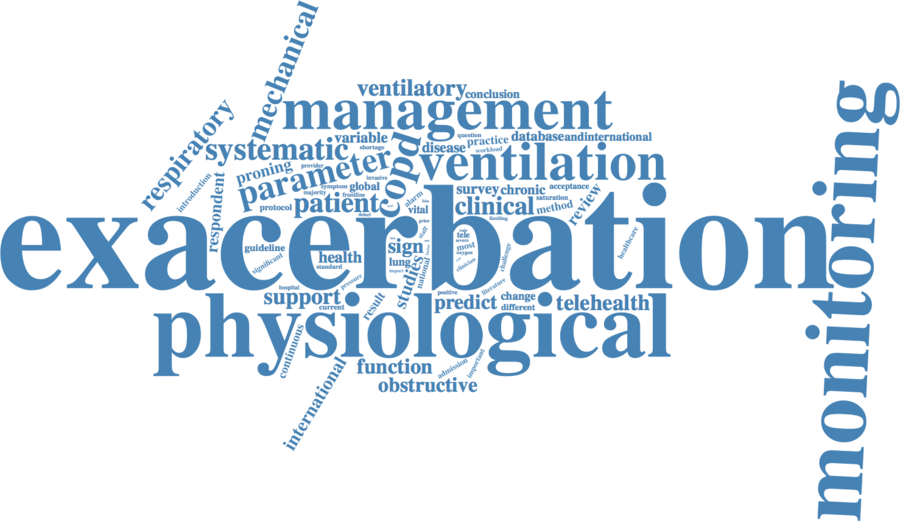 mechanical
ventilatory
conclusion
management
monitoring
respiratory
variable
question
practice
databaseandinternational
shortage
disease
workload
systematic
copd
ventilation
proning
provider
parameter
invasive
introduction
symptom
global
majority
frontline
survey
chronic
acceptance
saturation
alarm
review
protocol
patient
vital
clinical
method
respondent
exacerbation
prior
staff
limiting
tele
most
oxygen
clinician
challenge
healthcare
guideline
significant
health
standard
sign
lung
impact
national
studies
hospital
pressure
support
current
result
positive
literature
predict
change
different
telehealth
physiological
continuous
function
admission
important
obstructive
international